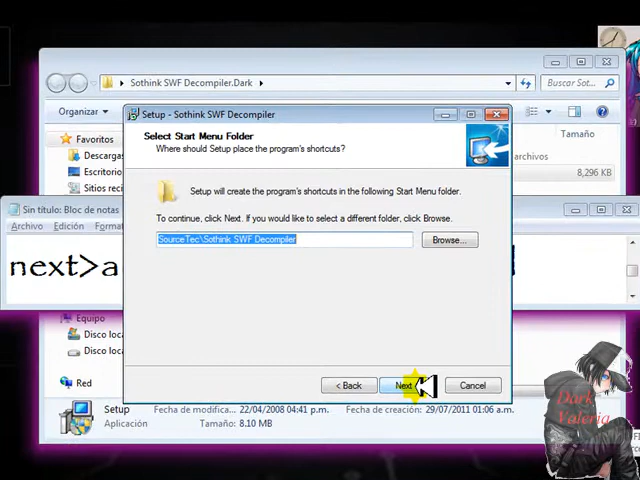 Sothink SWF Decompiler.Dark
Buscar Sot...
Organizar
Setup - Sothink SWF Decompiler
Favoritos
Descargas
Escritorio
Sitios reci
Tamaño
archivos
8,296 KB
Select Start Menu Folder
Where should Setup place the program's shortcuts?
Setup will create the program's shortcuts in the following Start Menu folder.
To continue, click Next. If you would like to select a different folder, click Browse.
SourceTec\Sothink SWF Decompiler
Browse...
Sin título: Bloc de notas
Archivo Edición Format
next>a
Bibliotecas
Disco loca
Disco loca
Red
< Back
Next
Cancel
Setup
Fecha de modifica... 22/04/2008 04:41 p.m.
Fecha de creación: 29/07/2011 01:06 a.m.
Aplicación
Tamaño: 8.10 MB
Dark
Valeria